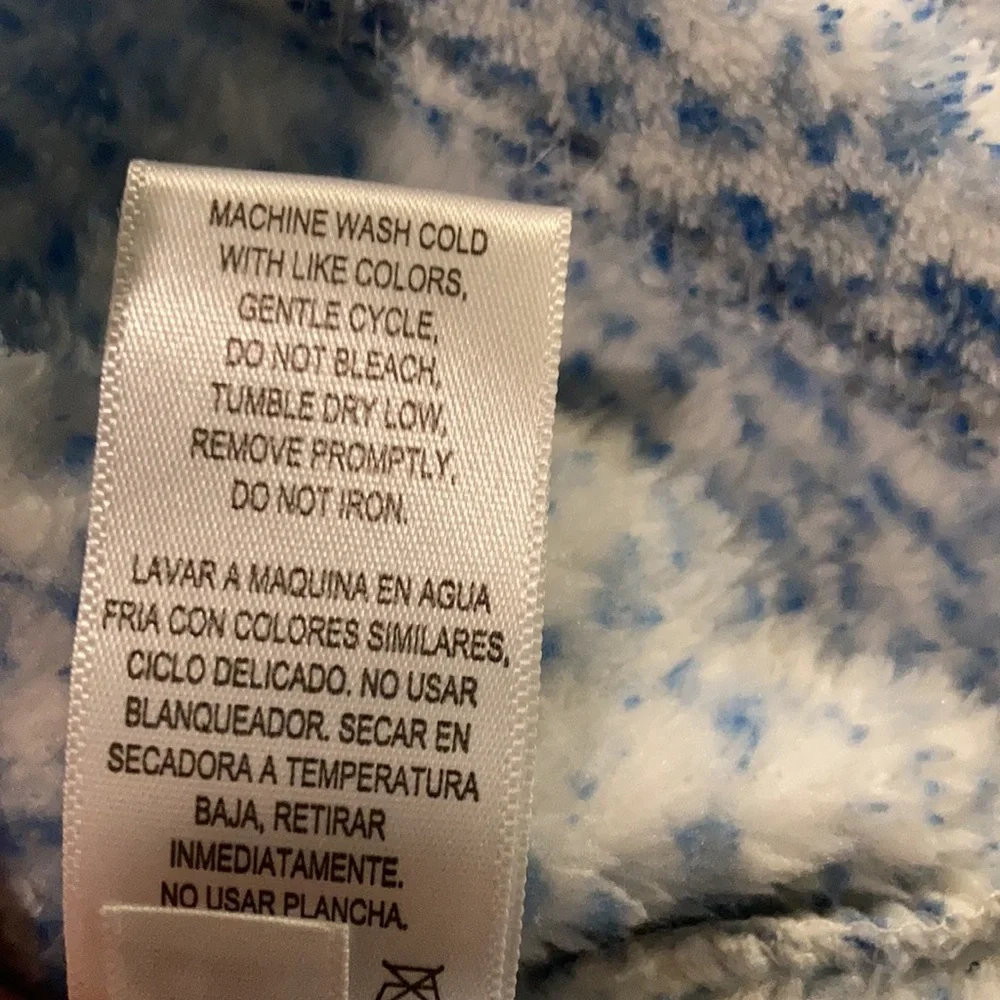 MACHINE WASH COLD
WITH LIKE COLORS,
GENTLE CYCLE,
DO NOT BLEACH,
TUMBLE DRY LOW,
REMOVE PROMPTLY,
DO NOT IRON.
LAVAR A MAQUINA EN AGUA
FRIA CON COLORES SIMILARES,
CICLO DELICADO. NO USAR
BLANQUEADOR. SECAR EN
SECADORA A TEMPERATURA
BAJA, RETIRAR
INMEDIATAMENTE.
NO USAR PLANCHA.